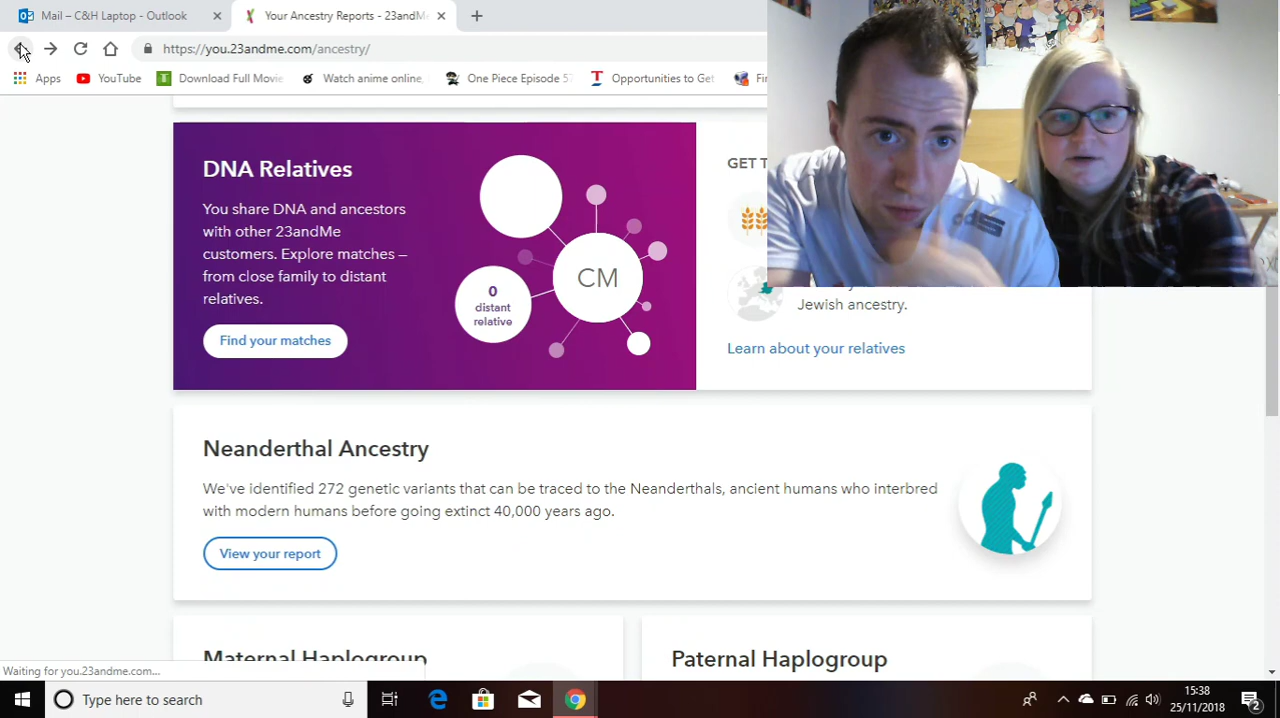 Mail – C&H Laptop - Outlook
Your Ancestry Reports - 23andM
https://you.23andme.com/ancestry/
Apps
YouTube
Download Full Movie
Watch anime online,
One Piece Episode 57
Opportunities to Get
Fin
DNA Relatives
You share DNA and ancestors
with other 23andMe
customers. Explore matches –
from close family to distant
relatives.
Find your matches
CM
0
distant
relative
GET T
Jewish ancestry.
Learn about your relatives
Neanderthal Ancestry
We've identified 272 genetic variants that can be traced to the Neanderthals, ancient humans who interbred
with modern humans before going extinct 40,000 years ago.
View your report
Maternal Haplogroup
Paternal Haplogroup
Waiting for you.23andme.com...
Type here to search
15:38
25/11/2018
2
adidas